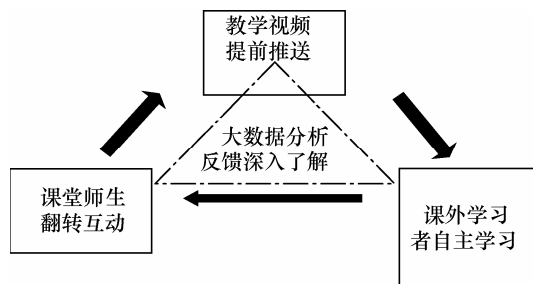 教学视频
提前推送
大数据分析
反馈深入了解
课堂师生
翻转互动
课外学习
者自主学习